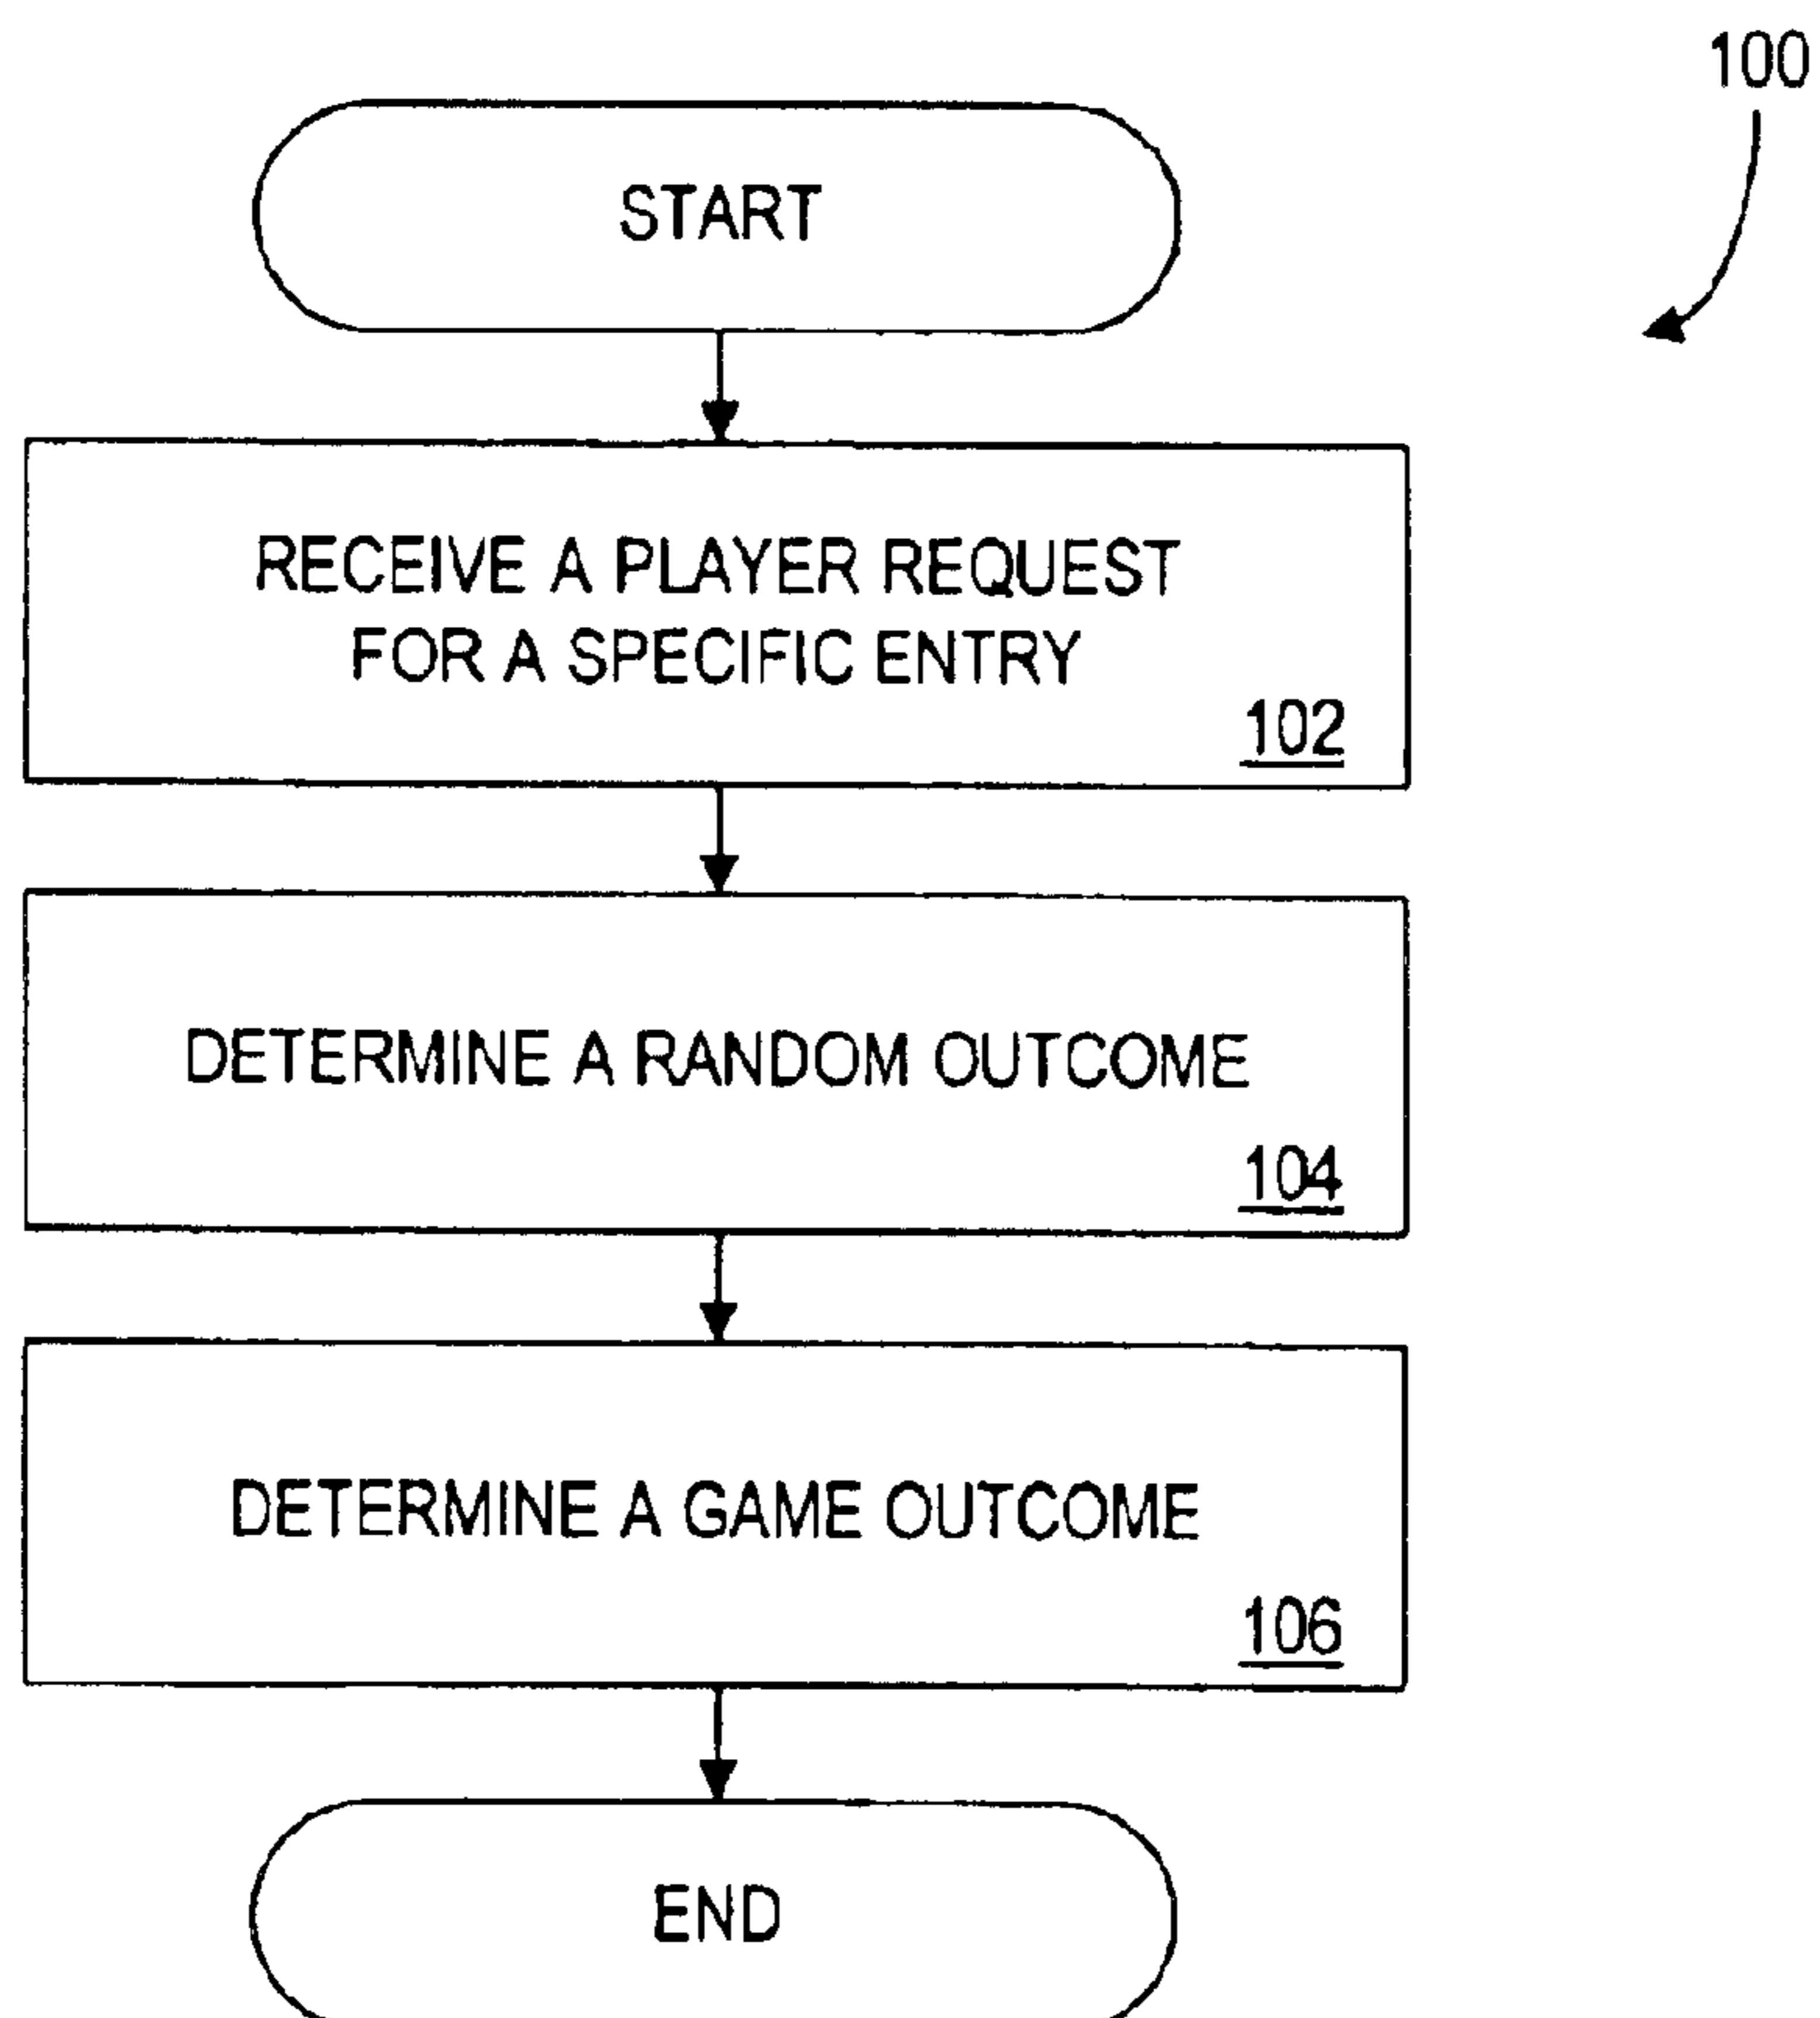 100
START
RECEIVE A PLAYER REQUEST
FOR A SPECIFIC ENTRY
102
DETERMINE A RANDOM OUTCOME
104
DETERMINE A GAME OUTCOME
106
END